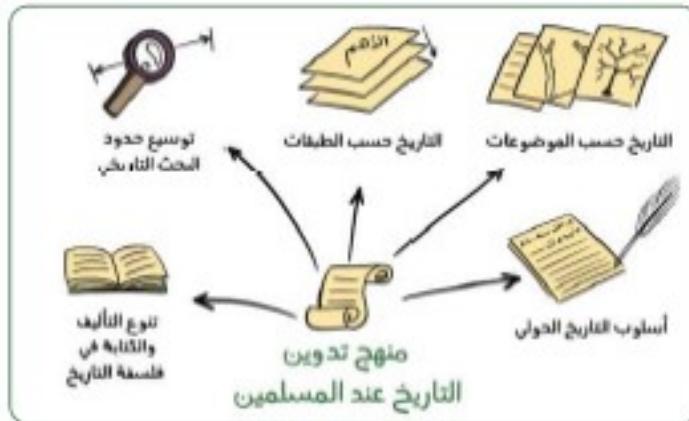 الأهم
التاريخ حسب الموضوعات
التاريخ حسب الطبقات
توسيع حدود
البحث التاريخي
أسلوب التاريخ الحولي
تنوع التأليف
والكتابة في
فلسفة التاريخ
منهج تدوين
التاريخ عند المسلمين